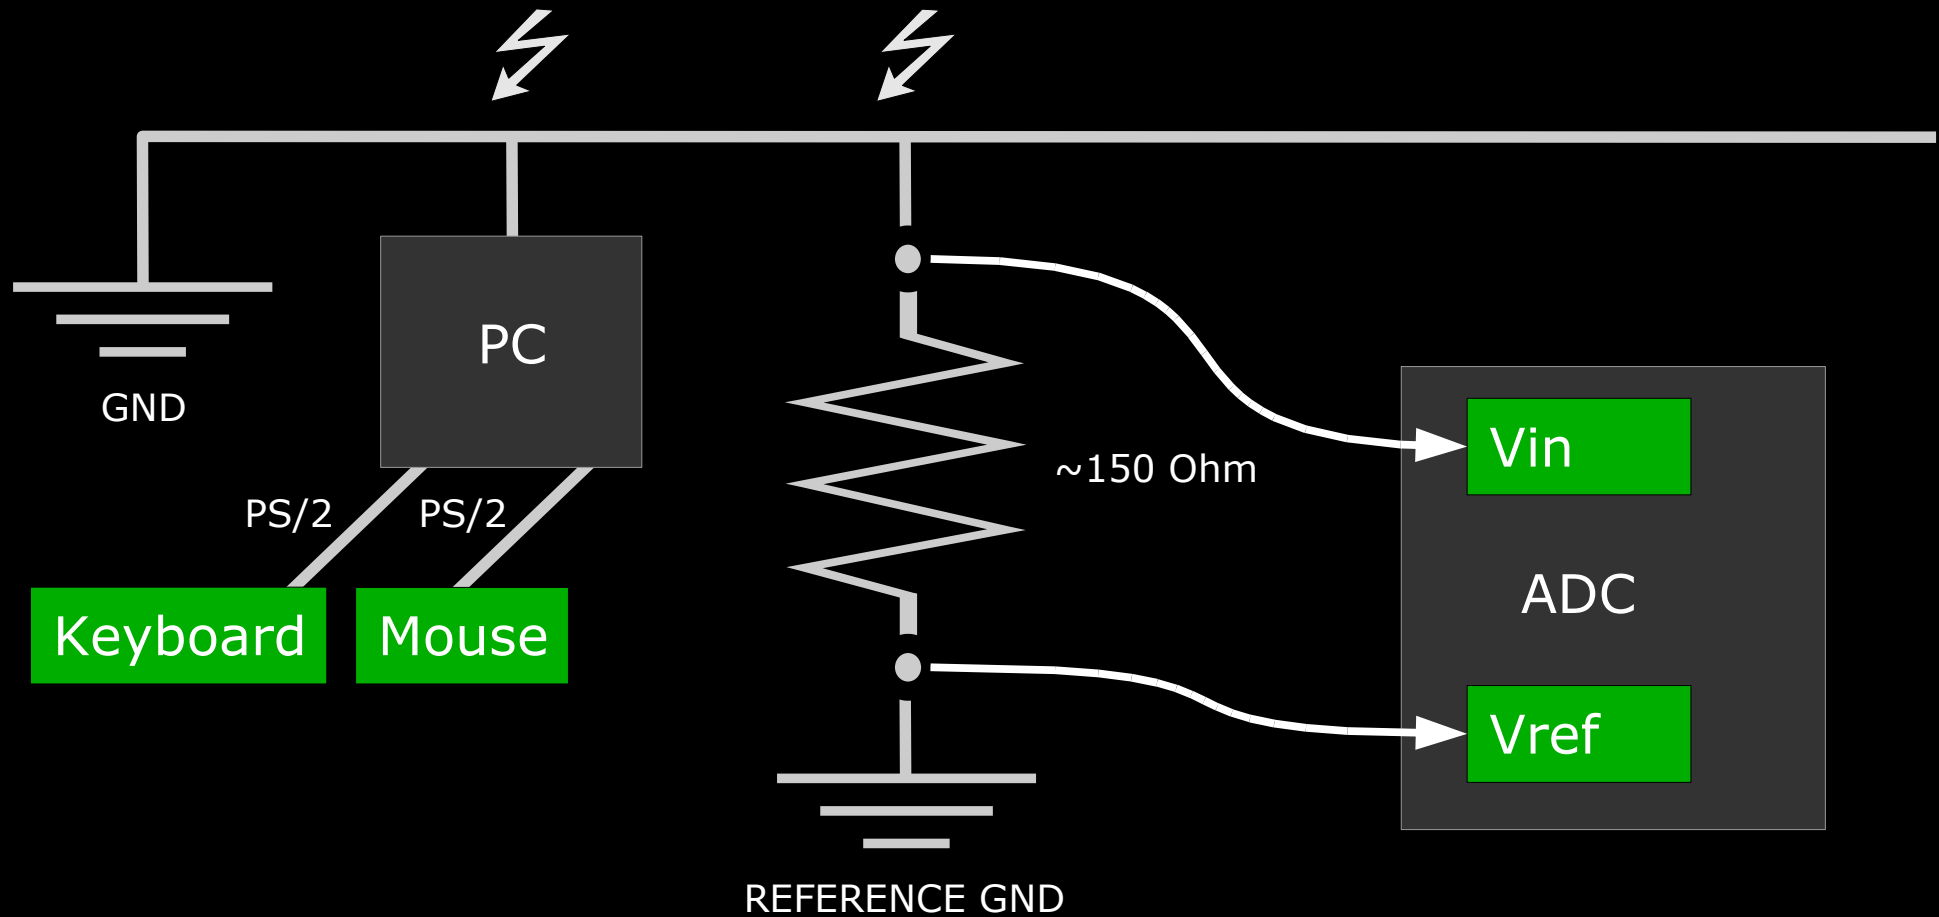 PC
GND
Vin
~150 Ohm
PS/2
PS/2
ADC
Keyboard
Mouse
Vref
REFERENCE GND